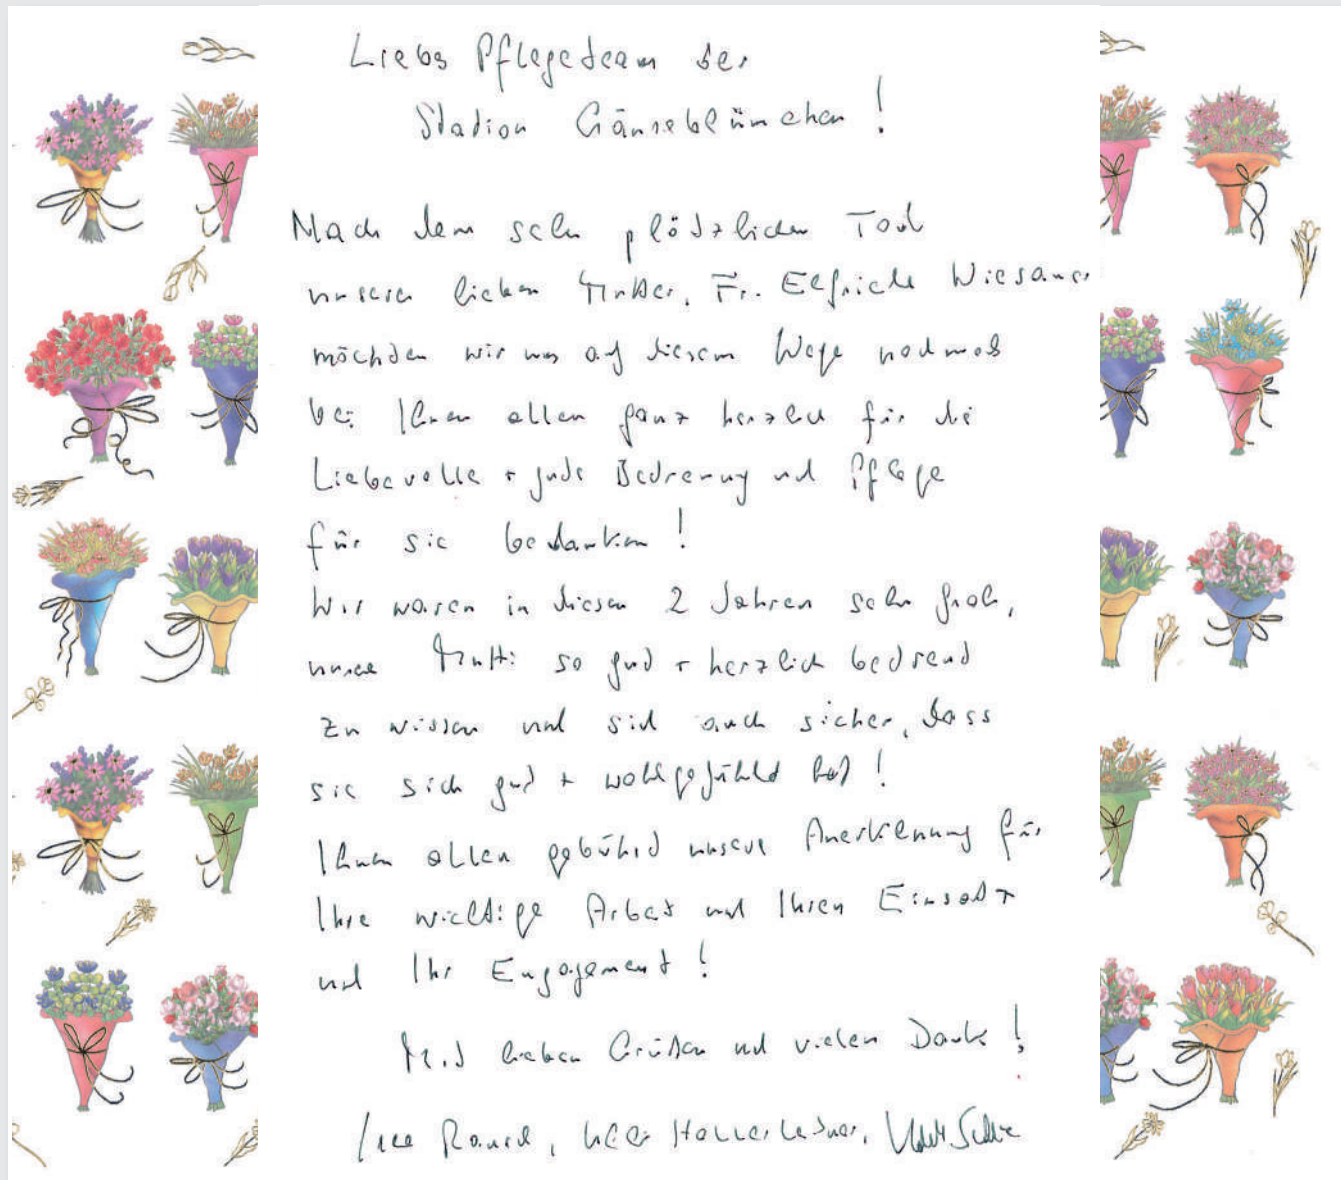 Liebes Pflegeteam der
Station Gänseblümchen!
Nach dem sehr plötzlichen Tod
unserer lieben Mutter, Fr. Elfriede Wiesauer
möchten wir uns auf diesem Wege nochmals
bei Ihnen allen ganz herzlich für die
Liebevolle + gute Betreuung und Pflege
für sie bedanken!
Wir waren in diesen 2 Jahren sehr froh,
unsere Mutti so gut + herzlich betreut
zu wissen und sind auch sicher, dass
sie sich gut + wohlgefühlt hat!
Ihnen allen gebührt unsere Anerkennung für
Ihre wichtige Arbeit und Ihren Einsatz
und Ihr Engagement!
Mit lieben Grüßen und vielen Dank!